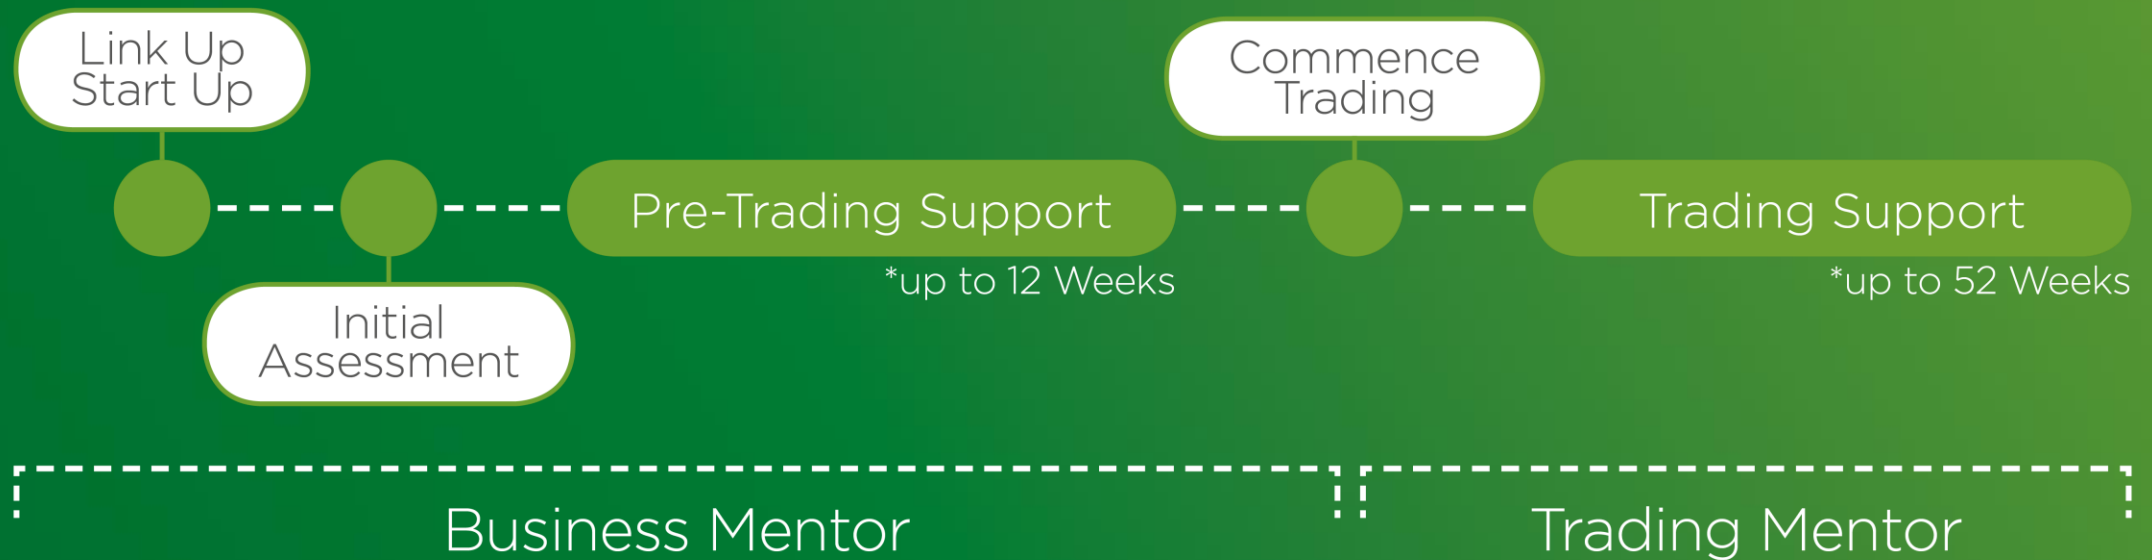 Link Up
Start Up
Initial
Assessment
Pre-Trading Support
*up to 12 Weeks
Commence
Trading
Trading Support
*up to 52 Weeks
Business Mentor
Trading Mentor